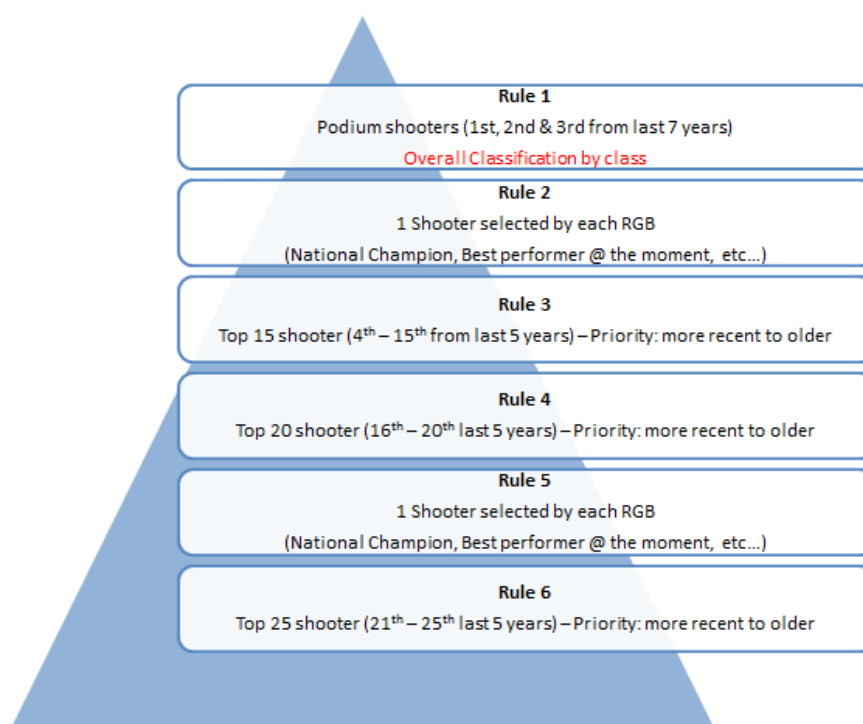 Rule 1
Podium shooters (1st, 2nd & 3rd from last 7 years)
Overall Classification by class
Rule 2
1 Shooter selected by each RGB
(National Champion, Best performer @ the moment, etc...)
Rule 3
Top 15 shooter (4th – 15th from last 5 years) – Priority: more recent to older
Rule 4
Top 20 shooter (16th – 20th last 5 years) – Priority: more recent to older
Rule 5
1 Shooter selected by each RGB
(National Champion, Best performer @ the moment, etc...)
Rule 6
Top 25 shooter (21th – 25th last 5 years) – Priority: more recent to older